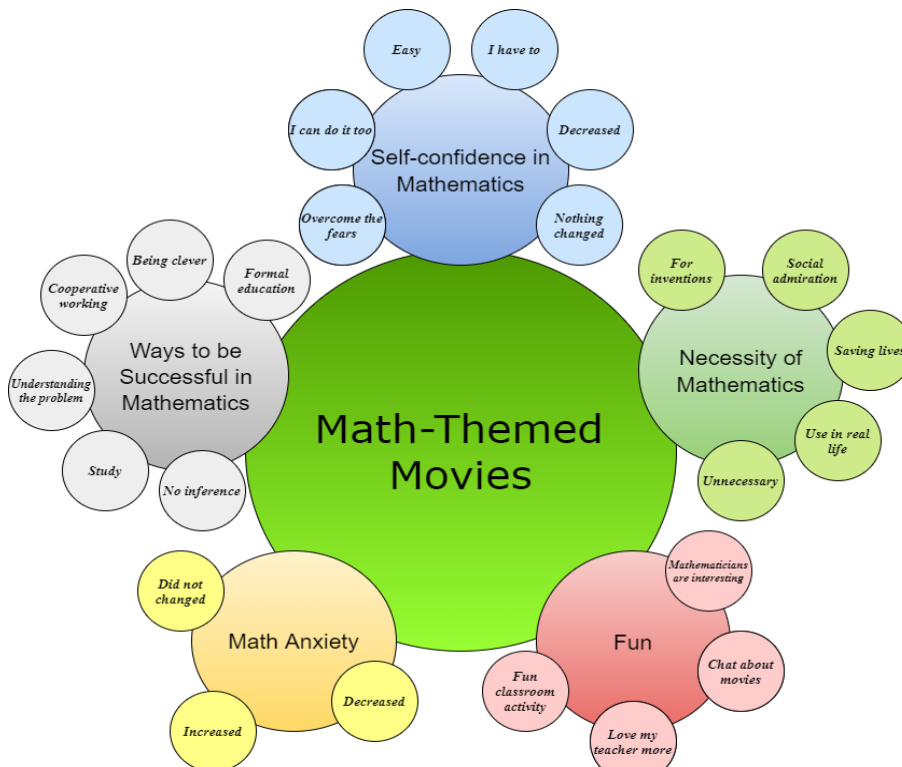 Easy
I have to
I can do it too
Decreased
Self-confidence in
Mathematics
Overcome the
fears
Nothing
changed
Being clever
Formal
education
Cooperative
working
Understanding
the problem
Study
No inference
Ways to be
Successful in
Mathematics
For
inventions
Social
admiration
Saving lives
Use in real
life
Unnecessary
Necessity of
Mathematics
Math-Themed
Movies
Did not
changed
Math Anxiety
Increased
Decreased
Mathematicians
are interesting
Fun
Chat about
movies
Fun
classroom
activity
Love my
teacher more